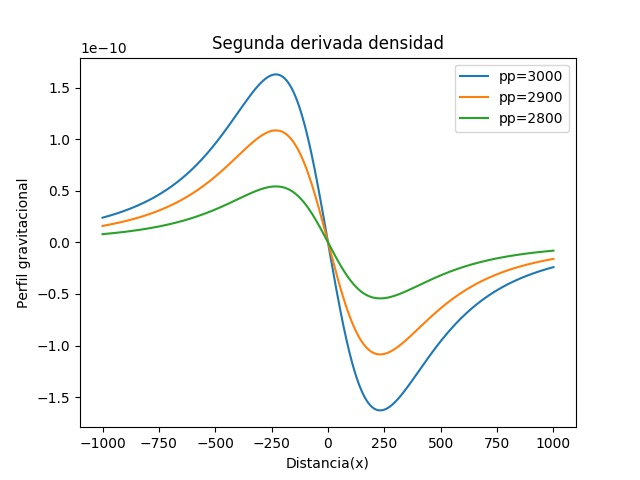 Segunda derivada densidad
1e−10
pp=3000
pp=2900
pp=2800
1.5
1.0
0.5
0.0
−0.5
−1.0
−1.5
Perfil gravitacional
−1000 −750 −500 −250 0 250 500 750 1000
Distancia(x)